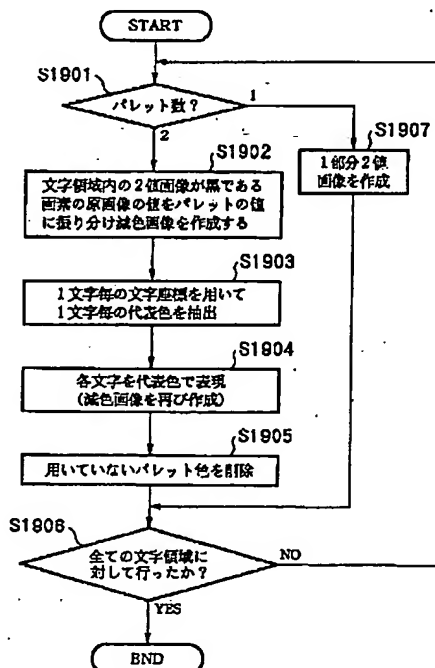 START
S1901
パレット数?
1
2
S1907
1部分2値
画像を作成
S1902
文字領域内の2値画像が黒である
画素の原画像の値をパレットの値
に振り分け減色画像を作成する
S1903
1文字毎の文字座標を用いて
1文字毎の代表色を抽出
S1904
各文字を代表色で表現
(減色画像を再び作成)
S1905
用いていないパレット色を削除
S1906
全ての文字領域に
対して行ったか?
NO
YES
END